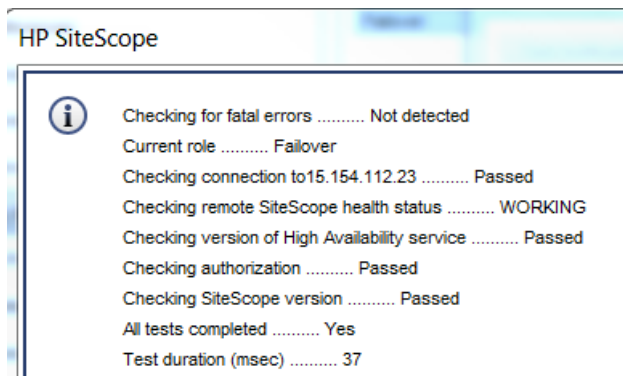 Failover
HP SiteScope
Checking for fatal errors .......... Not detected
Current role .......... Failover
Checking connection to15.154.112.23 .......... Passed
Checking remote SiteScope health status .......... WORKING
Checking version of High Availability service .......... Passed
Checking authorization .......... Passed
Checking SiteScope version .......... Passed
All tests completed .......... Yes
Test duration (msec) .......... 37